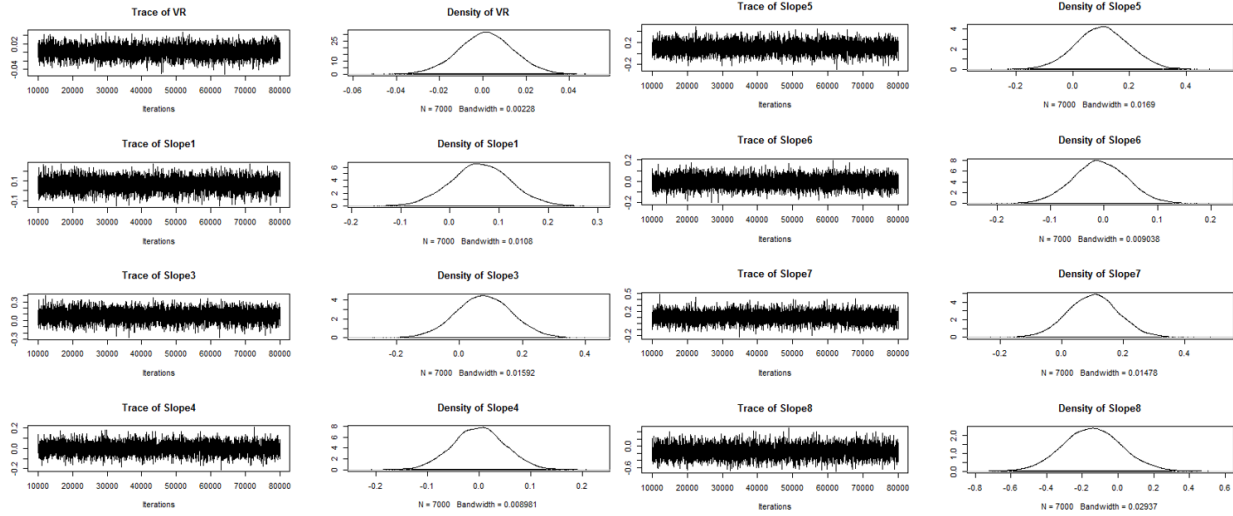 Trace of VR
0.02
-0.04
10000 20000 30000 40000 50000 60000 70000 80000
Iterations
Density of VR
25
10
0
-0.06 -0.04 -0.02 0.00 0.02 0.04
N = 7000 Bandwidth = 0.00228
Trace of Slope5
0.2
-0.2
10000 20000 30000 40000 50000 60000 70000 80000
Iterations
Density of Slope5
4
2
0
-0.2 0.0 0.2 0.4
N = 7000 Bandwidth = 0.0169
Trace of Slope1
0.1
-0.1
10000 20000 30000 40000 50000 60000 70000 80000
Iterations
Density of Slope1
6
4
2
0
-0.2 -0.1 0.0 0.1 0.2 0.3
N = 7000 Bandwidth = 0.0108
Trace of Slope6
0.2
0.0
-0.2
10000 20000 30000 40000 50000 60000 70000 80000
Iterations
Density of Slope6
8
4
2
0
-0.2 -0.1 0.0 0.1 0.2
N = 7000 Bandwidth = 0.009038
Trace of Slope3
0.3
0.0
-0.3
10000 20000 30000 40000 50000 60000 70000 80000
Iterations
Density of Slope3
4
2
0
-0.2 0.0 0.2 0.4
N = 7000 Bandwidth = 0.01592
Trace of Slope7
0.5
0.2
-0.2
10000 20000 30000 40000 50000 60000 70000 80000
Iterations
Density of Slope7
4
2
0
-0.2 0.0 0.2 0.4
N = 7000 Bandwidth = 0.01478
Trace of Slope4
0.2
0.0
-0.2
10000 20000 30000 40000 50000 60000 70000 80000
Iterations
Density of Slope4
8
6
4
2
0
-0.2 -0.1 0.0 0.1 0.2
N = 7000 Bandwidth = 0.008981
Trace of Slope8
0.0
-0.6
10000 20000 30000 40000 50000 60000 70000 80000
Iterations
Density of Slope8
2.0
1.0
0.0
-0.8 -0.6 -0.4 -0.2 0.0 0.2 0.4 0.6
N = 7000 Bandwidth = 0.02937